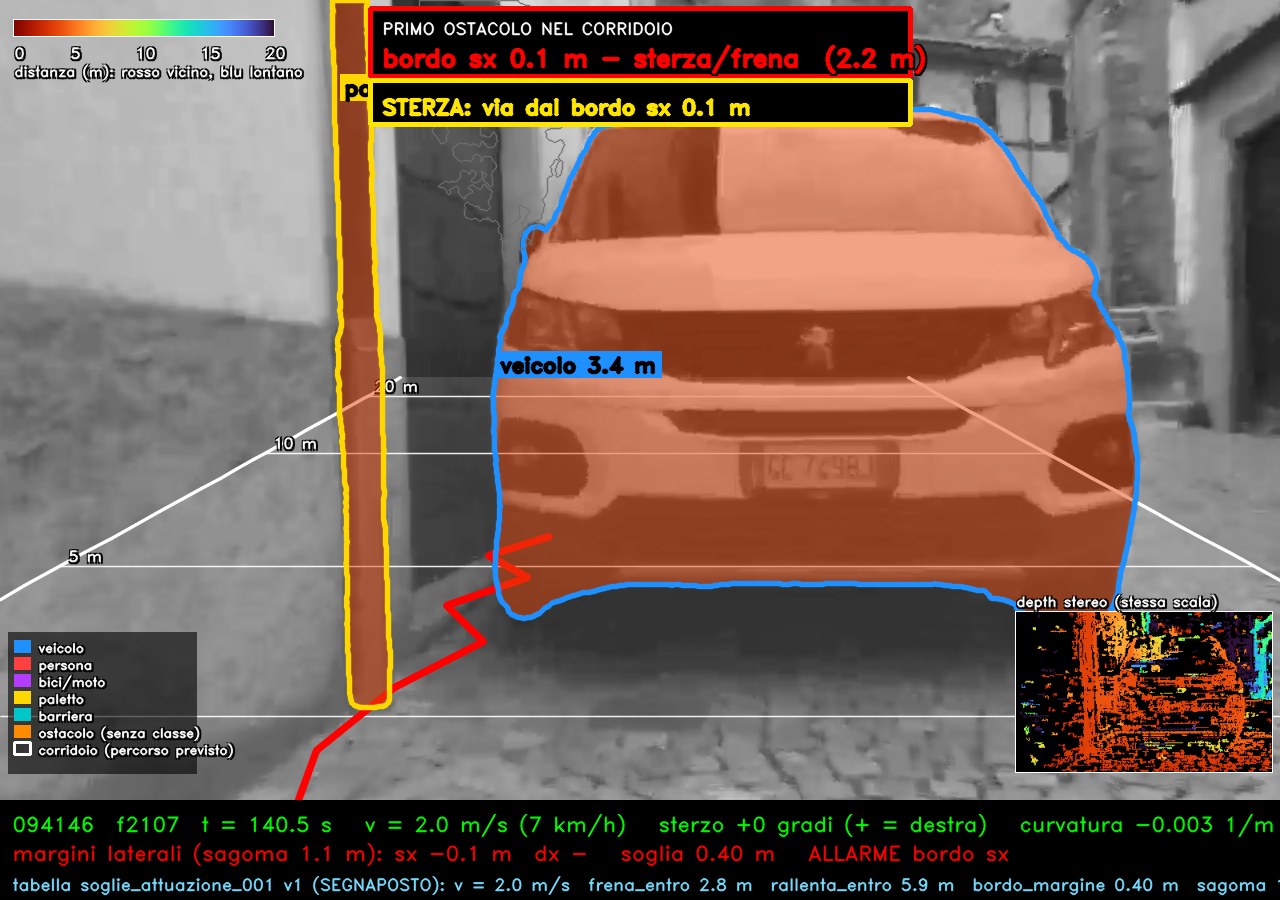 0 5 10 15 20
distanza (m): rosso vicino, blu lontano
PRIMO OSTACOLO NEL CORRIDOIO
bordo sx 0.1 m - sterza/frena (2.2 m)
STERZA: via dal bordo sx 0.1 m
veicolo 3.4 m
20 m
10 m
5 m
depth stereo (stessa scala)
veicolo
persona
bici/moto
paletto
barriera
ostacolo (senza classe)
corridoio (percorso previsto)
094146 f2107 t = 140.5 s v = 2.0 m/s (7 km/h) sterzo +0 gradi (+ = destra) curvatura -0.003 1/m
margini laterali (sagoma 1.1 m): sx -0.1 m dx - soglia 0.40 m ALLARME bordo sx
tabella soglie_attuazione_001 v1 (SEGNAPOSTO): v = 2.0 m/s frena_entro 2.8 m rallenta_entro 5.9 m bordo_margine 0.40 m sagoma